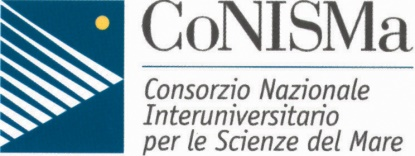 CoNISMa
Consorzio Nazionale
Interuniversitario
per le Scienze del Mare